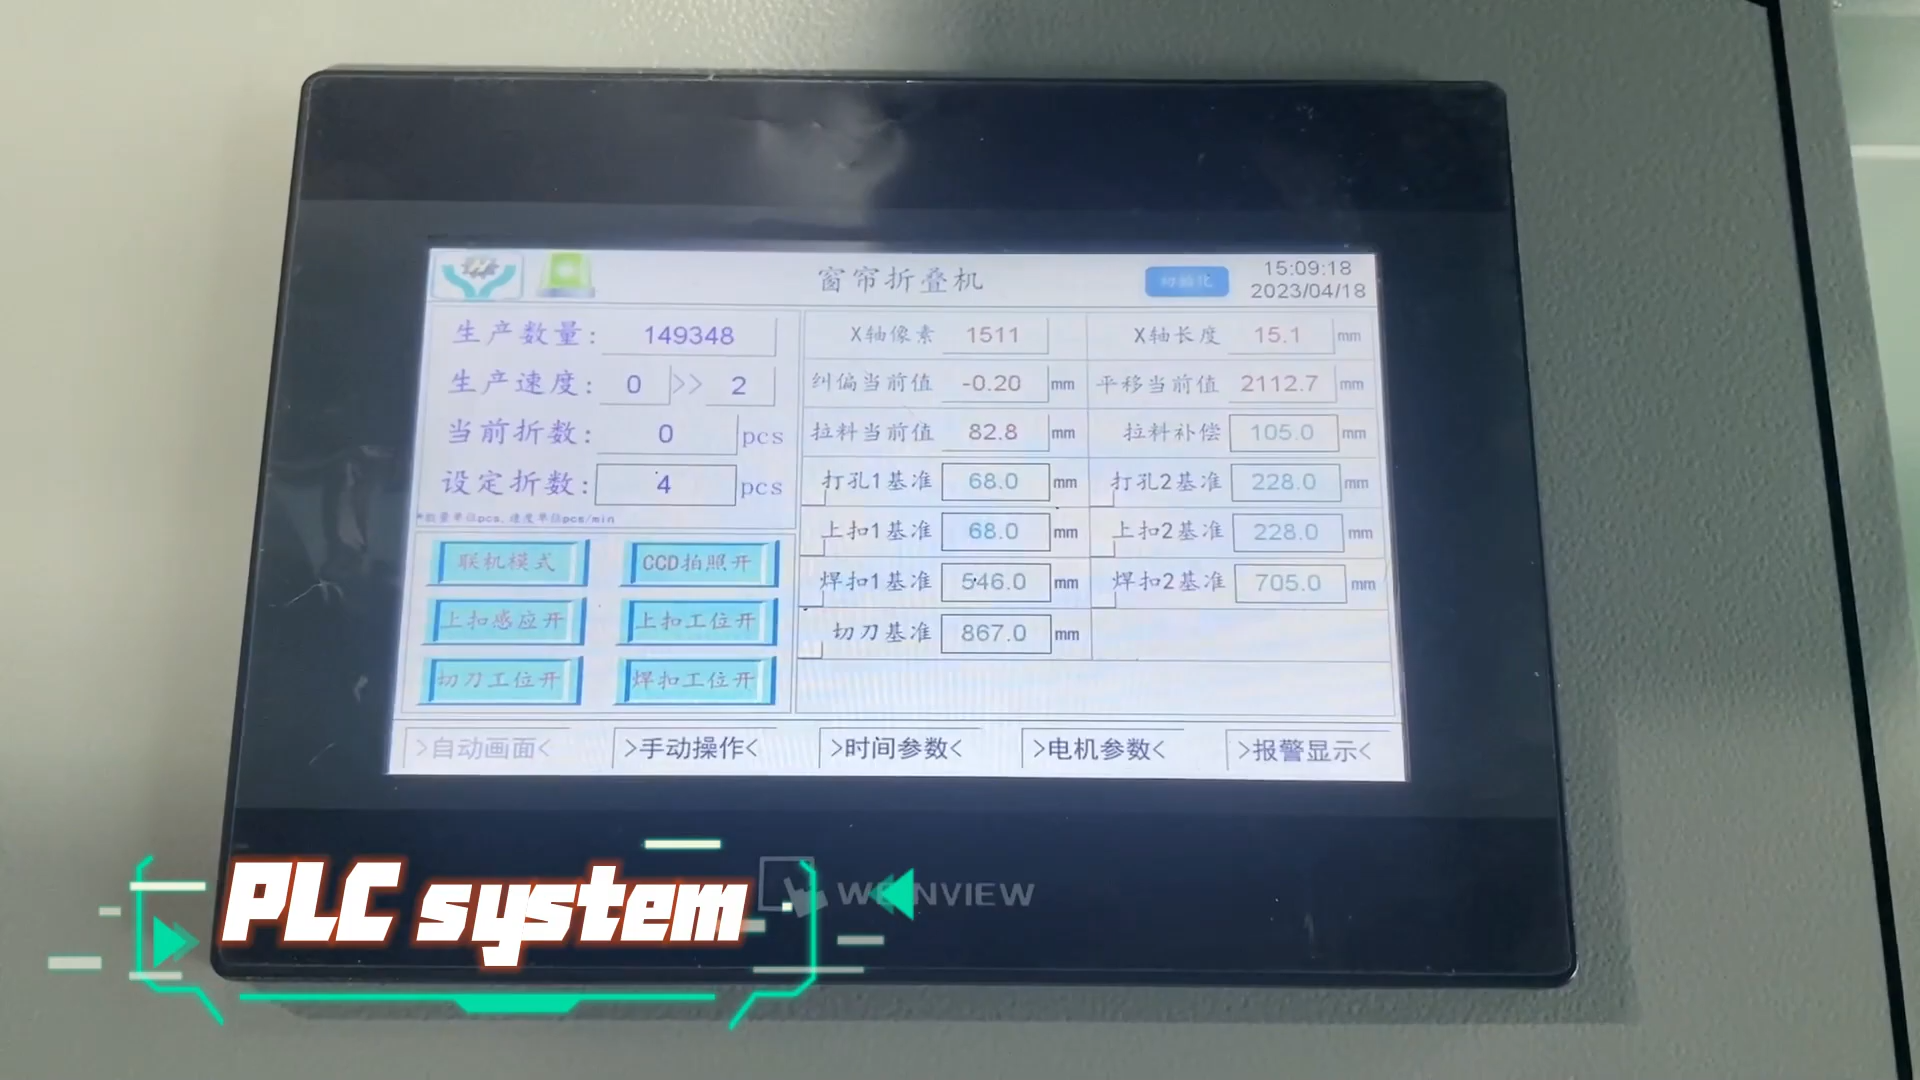 窗帘折叠机
初始化
15:09:18
2023/04/18
生产数量: 149348
生产速度: 0 >> 2
当前折数: 0 pcs
设定折数: 4 pcs
*数量单位pcs,速度单位pcs/min
联机模式 CCD拍照开
上扣感应开 上扣工位开
切刀工位开 焊扣工位开
X轴像素 1511 X轴长度 15.1 mm
纠偏当前值 -0.20 mm 平移当前值 2112.7 mm
拉料当前值 82.8 mm 拉料补偿 105.0 mm
打孔1基准 68.0 mm 打孔2基准 228.0 mm
上扣1基准 68.0 mm 上扣2基准 228.0 mm
焊扣1基准 546.0 mm 焊扣2基准 705.0 mm
切刀基准 867.0 mm
>自动画面< >手动操作< >时间参数< >电机参数< >报警显示<
PLC system
WEINVIEW